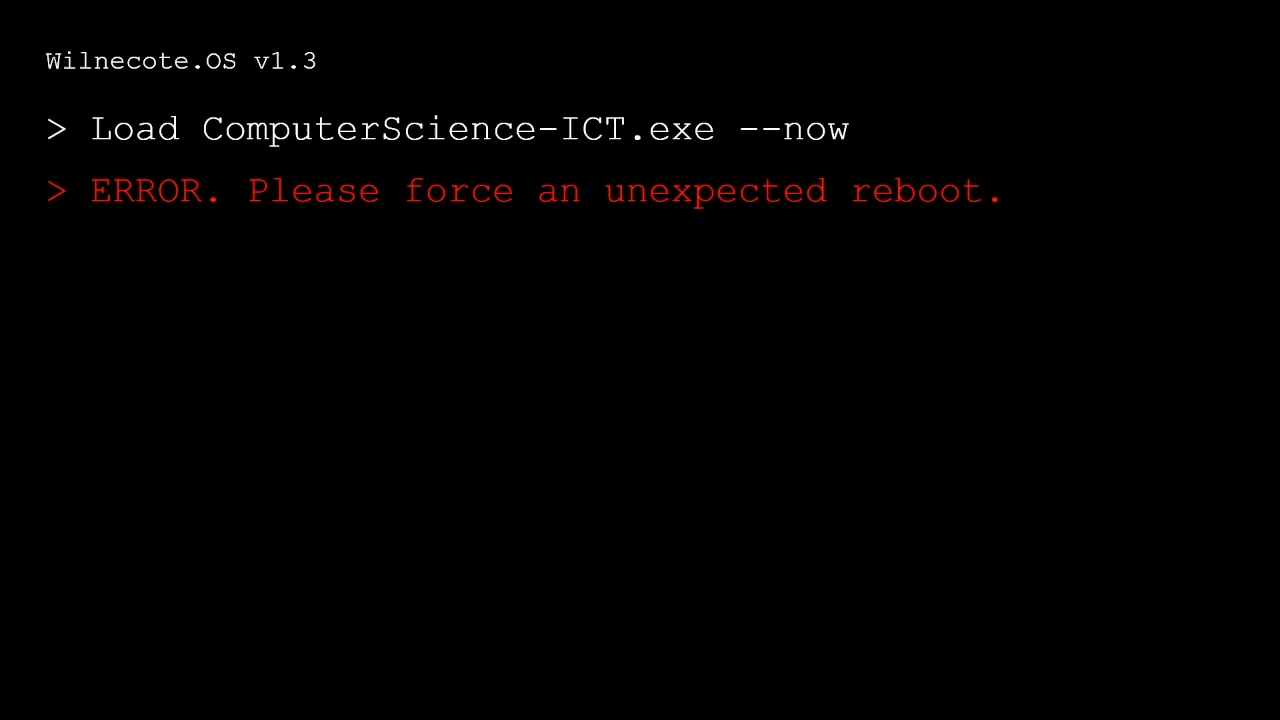 Wilnecote.OS v1.3
> Load ComputerScience-ICT.exe --now
> ERROR. Please force an unexpected reboot.